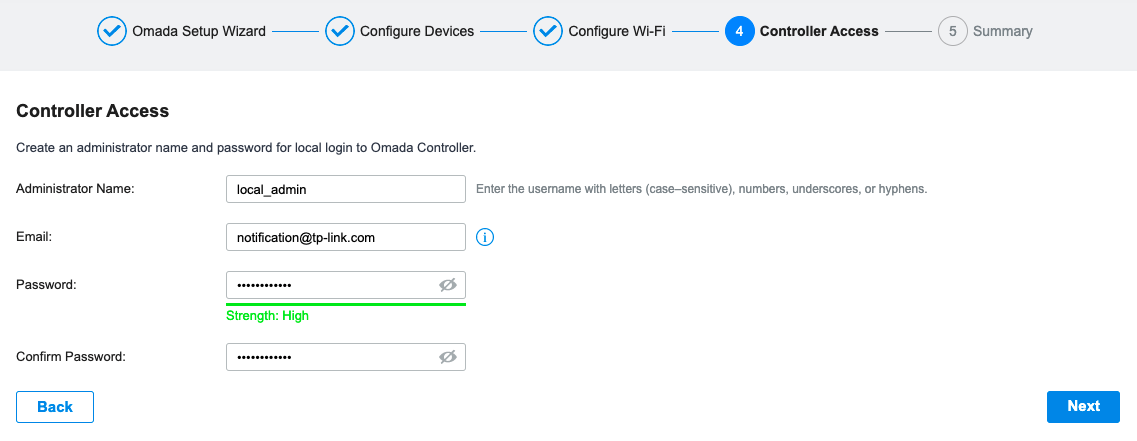 Omada Setup Wizard Configure Devices Configure Wi-Fi 4 Controller Access 5 Summary
Controller Access
Create an administrator name and password for local login to Omada Controller.
Administrator Name: local_admin Enter the username with letters (case–sensitive), numbers, underscores, or hyphens.
Email: notification@tp-link.com i
Password: ••••••••••••
Strength: High
Confirm Password: ••••••••••••
Back Next